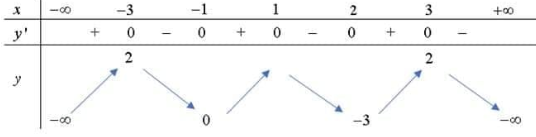 x −∞ −3 −1 1 2 3 +∞
y' + 0 − 0 + 0 − 0 + 0 −
2 2
y
−∞ 0 −3 −∞